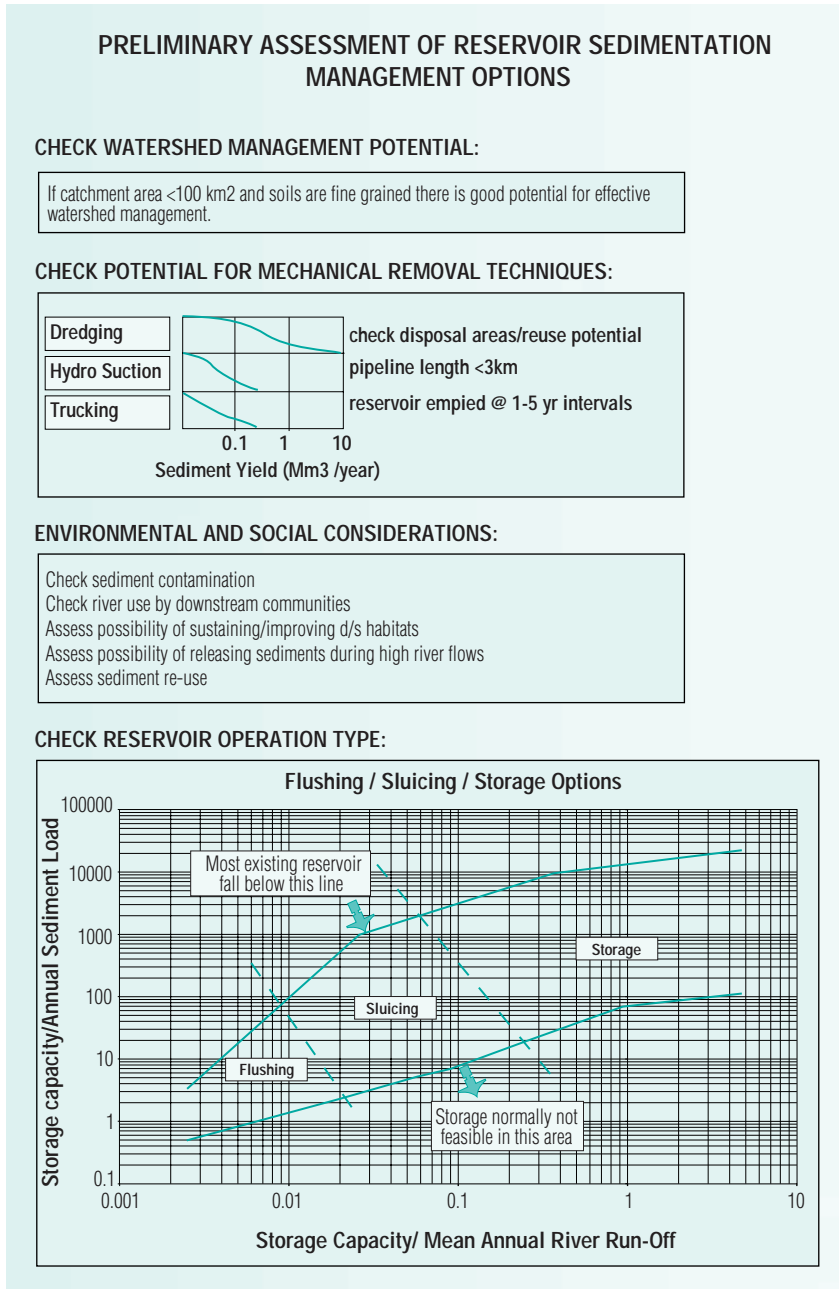 PRELIMINARY ASSESSMENT OF RESERVOIR SEDIMENTATION
MANAGEMENT OPTIONS
CHECK WATERSHED MANAGEMENT POTENTIAL:
If catchment area <100 km2 and soils are fine grained there is good potential for effective
watershed management.
CHECK POTENTIAL FOR MECHANICAL REMOVAL TECHNIQUES:
Dredging
check disposal areas/reuse potential
Hydro Suction
pipeline length <3km
Trucking
reservoir empied @ 1-5 yr intervals
0.1 1 10
Sediment Yield (Mm3 /year)
ENVIRONMENTAL AND SOCIAL CONSIDERATIONS:
Check sediment contamination
Check river use by downstream communities
Assess possibility of sustaining/improving d/s habitats
Assess possibility of releasing sediments during high river flows
Assess sediment re-use
CHECK RESERVOIR OPERATION TYPE:
Flushing / Sluicing / Storage Options
Storage capacity/Annual Sediment Load
100000
10000
1000
100
10
1
0.1
Most existing reservoir
fall below this line
Storage
Sluicing
Flushing
Storage normally not
feasible in this area
0.001 0.01 0.1 1 10
Storage Capacity/ Mean Annual River Run-Off